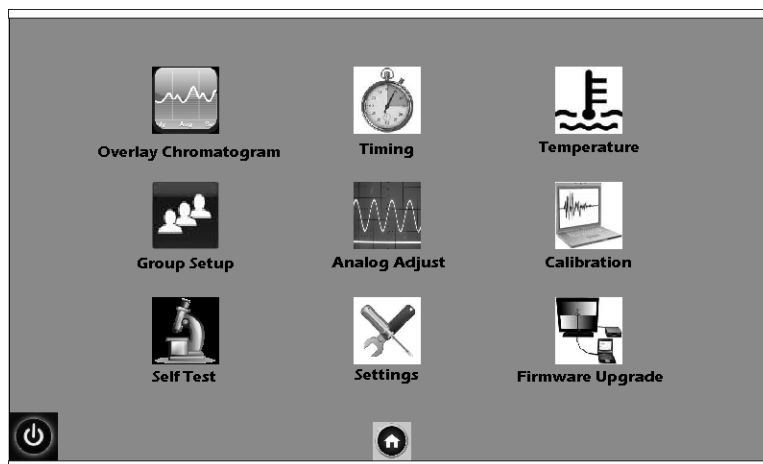 Overlay Chromatogram
Timing
Temperature
Group Setup
Analog Adjust
Calibration
Self Test
Settings
Firmware Upgrade